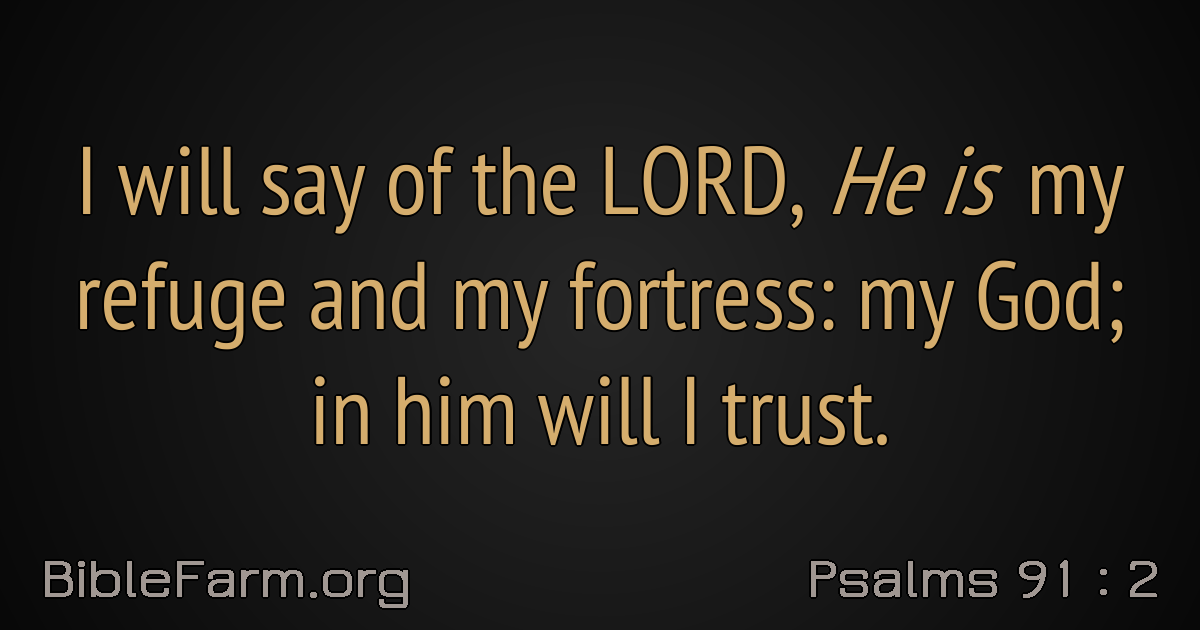 I will say of the LORD, He is my
refuge and my fortress: my God;
in him will I trust.
BibleFarm.org
Psalms 91 : 2